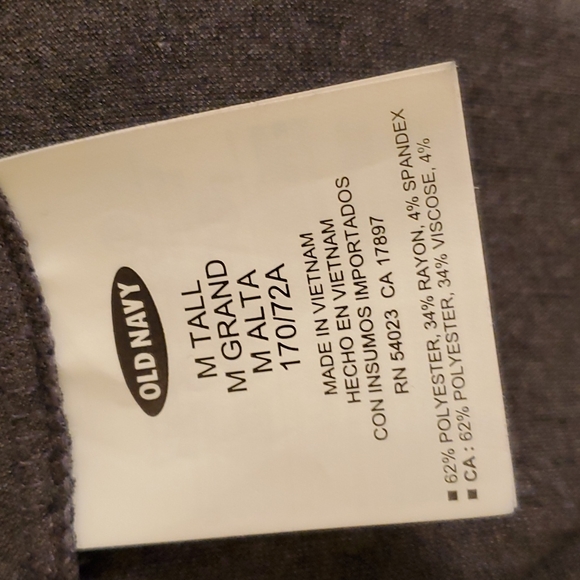 OLD NAVY
M TALL
M GRAND
M ALTA
170/72A
MADE IN VIETNAM
HECHO EN VIETNAM
CON INSUMOS IMPORTADOS
RN 54023 CA 17897
■ 62% POLYESTER, 34% RAYON, 4% SPANDEX
■ CA : 62% POLYESTER, 34% VISCOSE, 4%